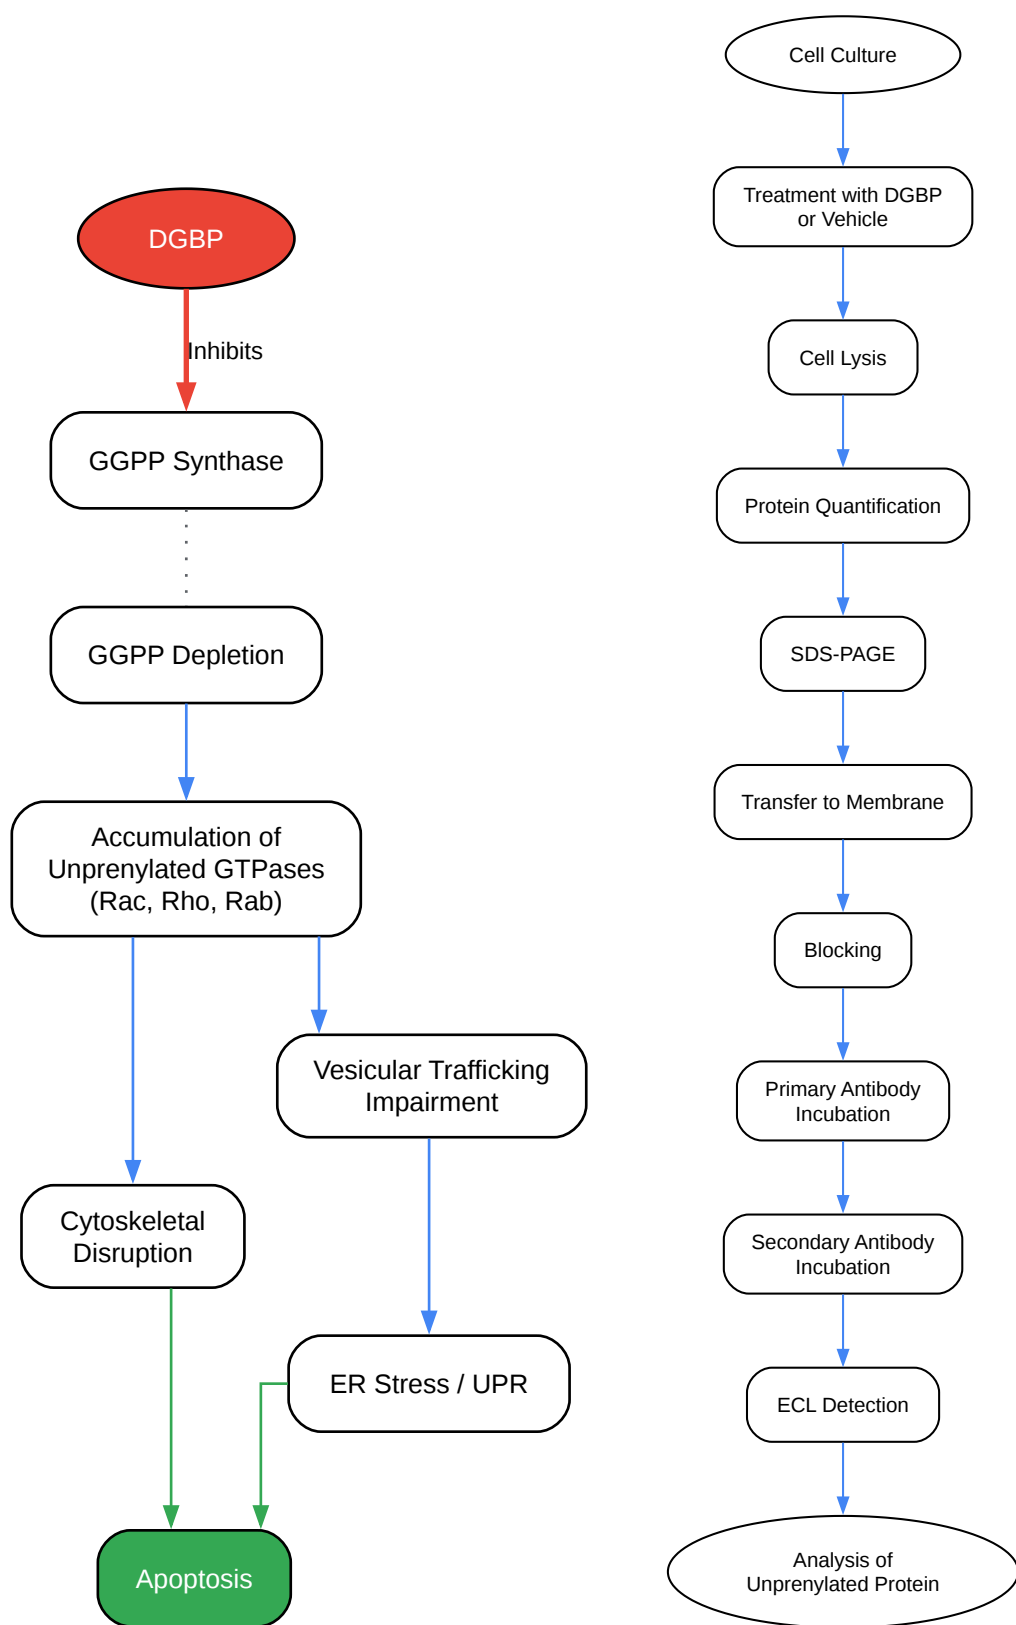 DGBP
Inhibits
GGPP Synthase
GGPP Depletion
Accumulation of
Unprenylated GTPases
(Rac, Rho, Rab)
Vesicular Trafficking
Impairment
Cytoskeletal
Disruption
ER Stress / UPR
Apoptosis
Cell Culture
Treatment with DGBP
or Vehicle
Cell Lysis
Protein Quantification
SDS-PAGE
Transfer to Membrane
Blocking
Primary Antibody
Incubation
Secondary Antibody
Incubation
ECL Detection
Analysis of
Unprenylated Protein